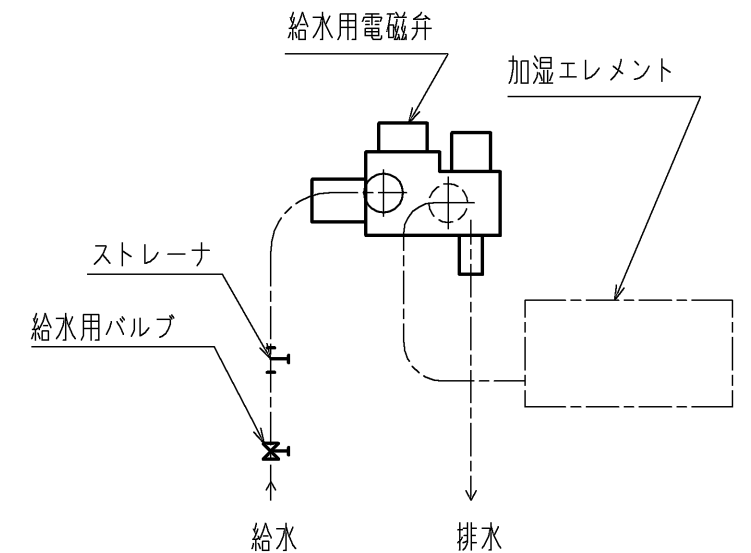 給水用電磁弁
加湿エレメント
ストレーナ
給水用バルブ
給水
排水